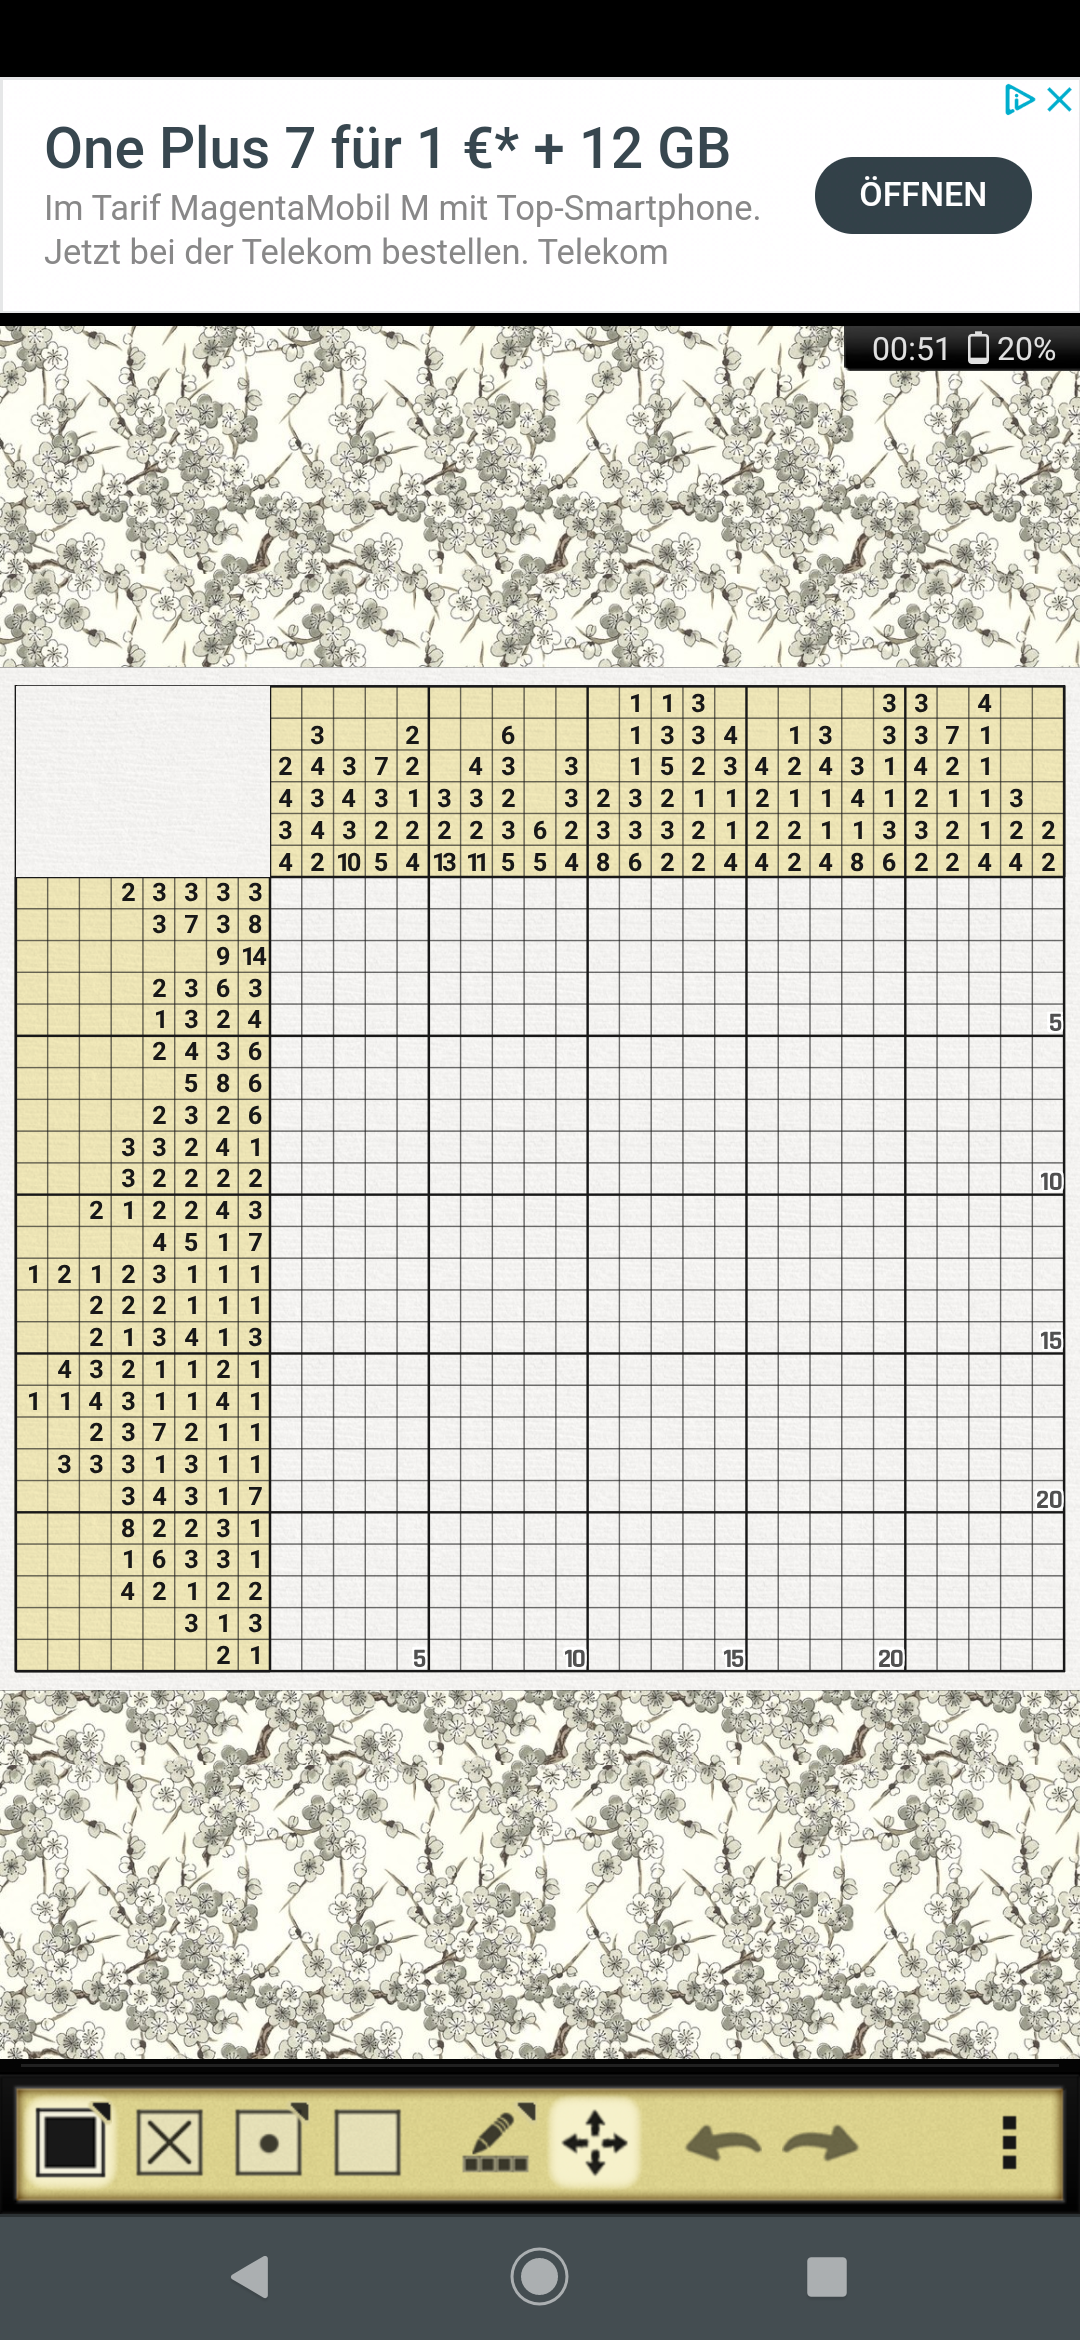 One Plus 7 für 1 €* + 12 GB
Im Tarif MagentaMobil M mit Top-Smartphone.
Jetzt bei der Telekom bestellen. Telekom
ÖFFNEN
00:51 20%
1 1 3 3 3 4
3 2 6 1 3 3 4 1 3 3 3 7 1
2 4 3 7 2 4 3 3 1 5 2 3 4 2 4 3 1 4 2 1
4 3 4 3 1 3 3 2 3 2 3 2 1 1 2 1 1 4 1 2 1 1 3
3 4 3 2 2 2 2 3 6 2 3 3 3 2 1 2 2 1 1 3 3 2 1 2 2
4 2 10 5 4 13 11 5 5 4 8 6 2 2 4 4 2 4 8 6 2 2 4 4 2
2 3 3 3 3
3 7 3 8
9 14
2 3 6 3
1 3 2 4 5
2 4 3 6
5 8 6
2 3 2 6
3 3 2 4 1
3 2 2 2 2 10
2 1 2 2 4 3
4 5 1 7
1 2 1 2 3 1 1 1
2 2 2 1 1 1
2 1 3 4 1 3 15
4 3 2 1 1 2 1
1 1 4 3 1 1 4 1
2 3 7 2 1 1
3 3 3 1 3 1 1
3 4 3 1 7 20
8 2 2 3 1
1 6 3 3 1
4 2 1 2 2
3 1 3
2 1 5 10 15 20